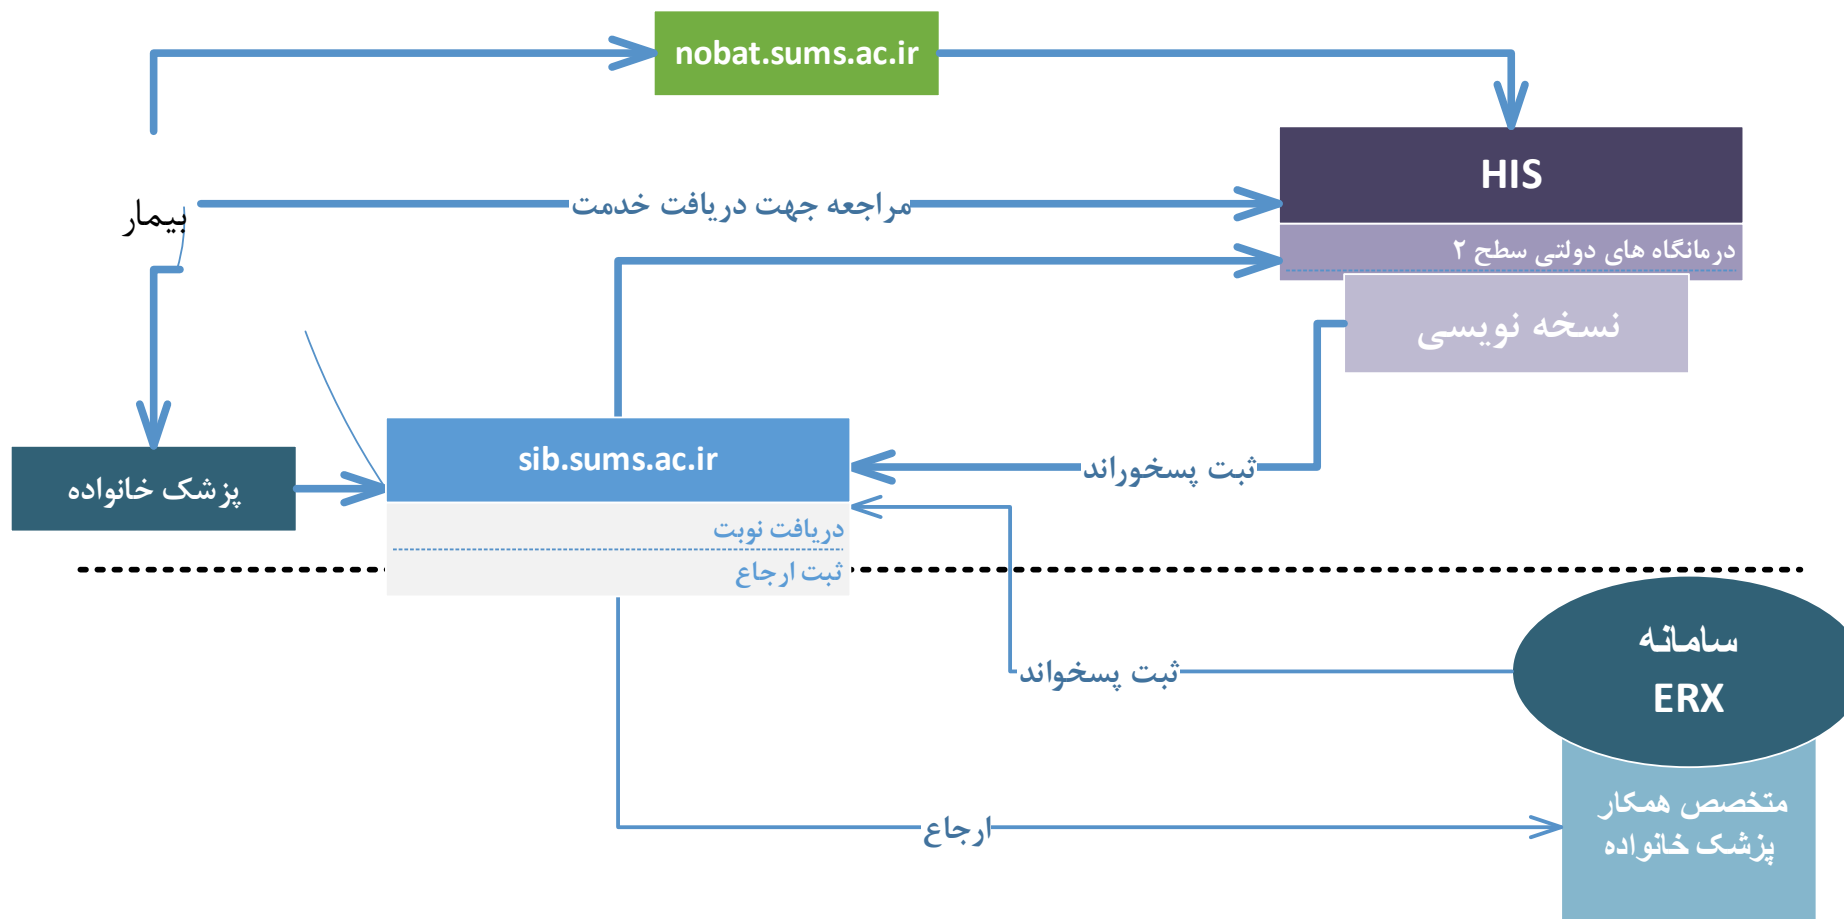 nobat.sums.ac.ir
HIS
بیمار
مراجعه جهت دریافت خدمت
درمانگاه های دولتی سطح ۲
نسخه نویسی
sib.sums.ac.ir
ثبت پسخوراند
پزشک خانواده
دریافت نوبت
ثبت ارجاع
سامانه
ERX
ثبت پسخواند
متخصص همکار
پزشک خانواده
ارجاع